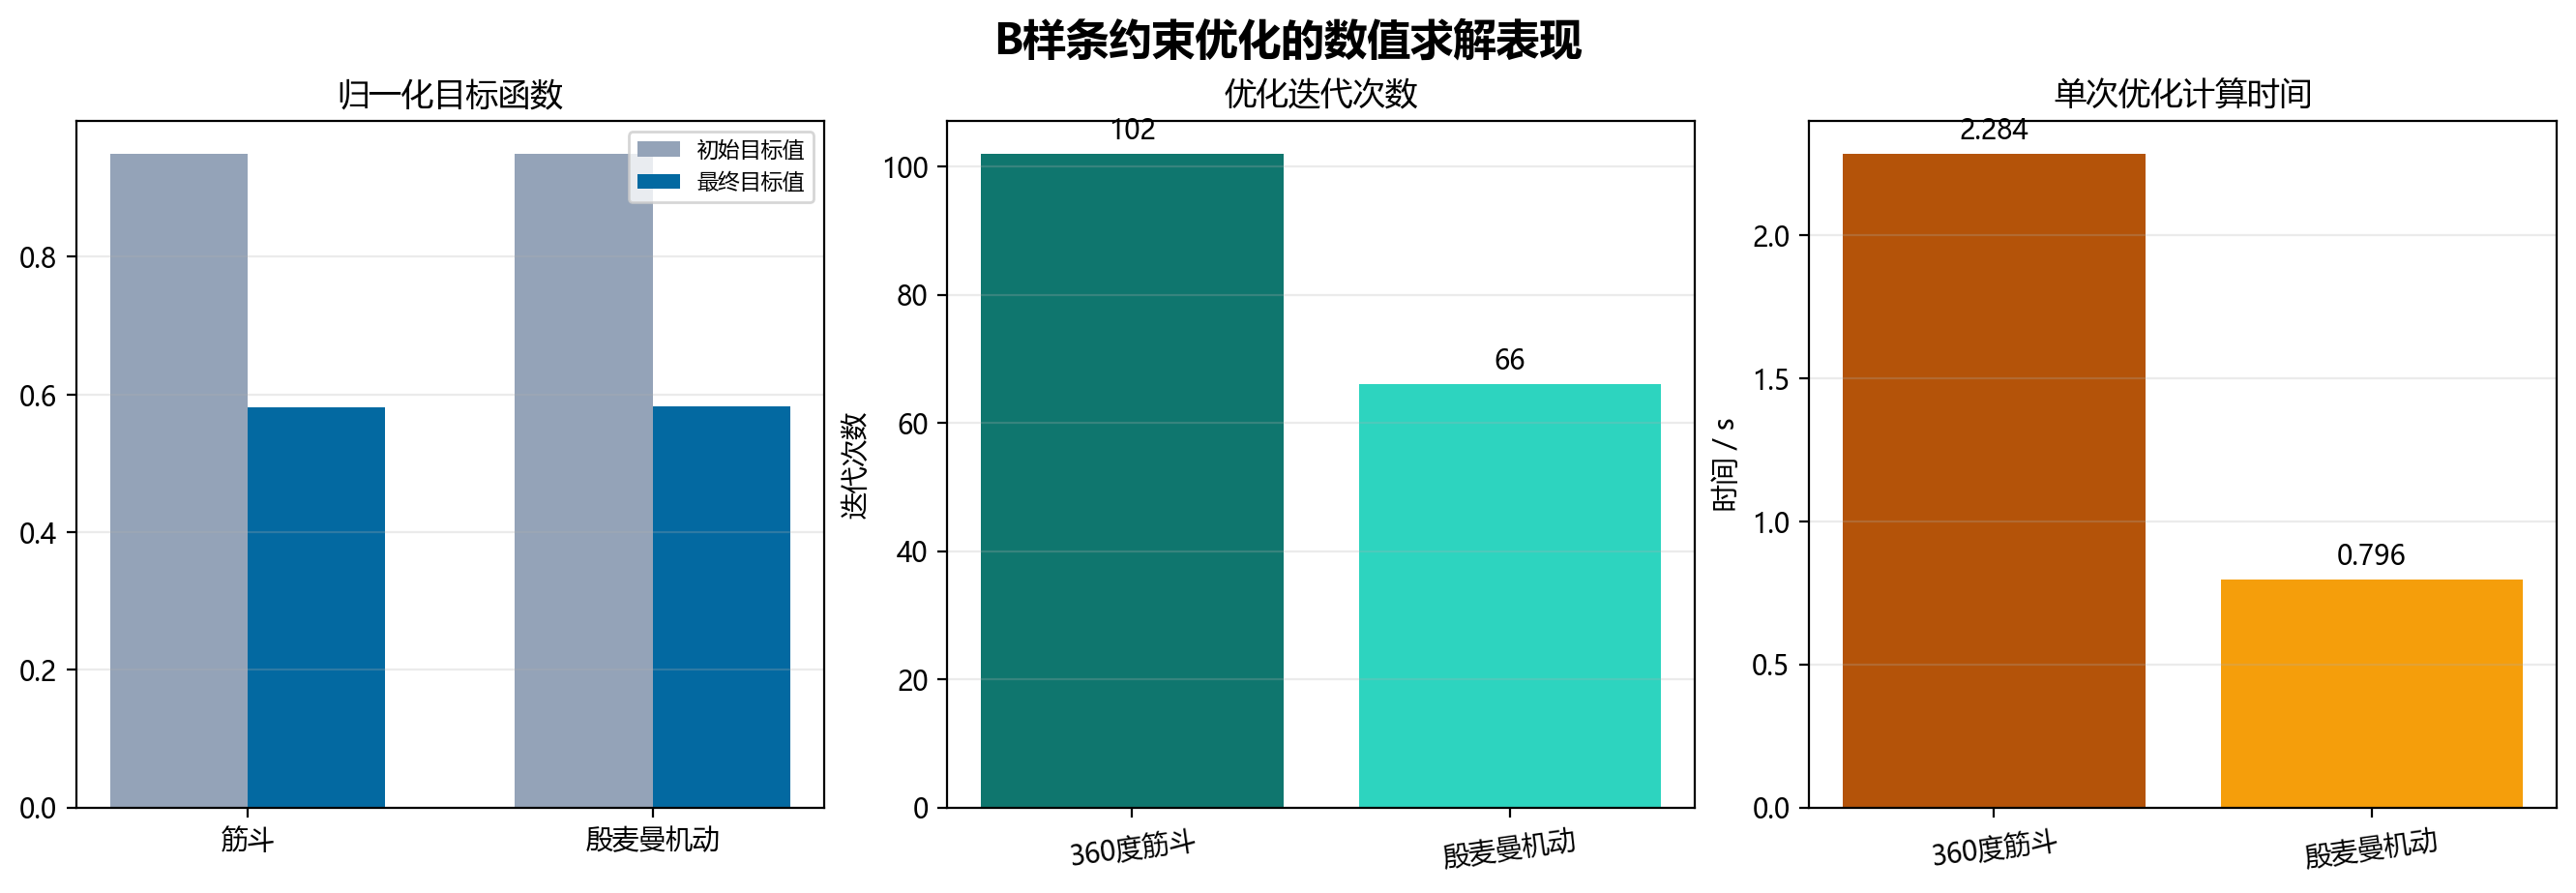 B样条约束优化的数值求解表现
归一化目标函数
初始目标值
最终目标值
0.8
0.6
0.4
0.2
0.0
筋斗
殷麦曼机动
优化迭代次数
迭代次数
102
66
100
80
60
40
20
0
360度筋斗
殷麦曼机动
单次优化计算时间
时间 / s
2.284
0.796
2.0
1.5
1.0
0.5
0.0
360度筋斗
殷麦曼机动